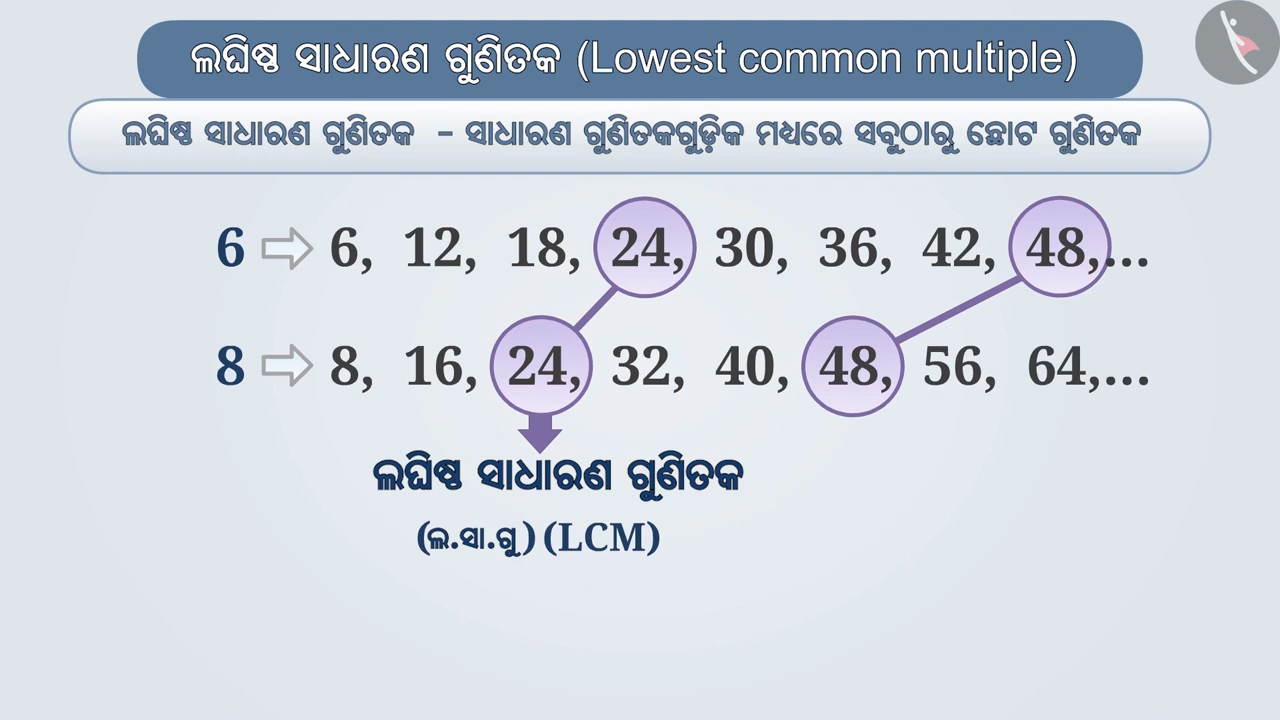 ଲଘିଷ୍ଠ ସାଧାରଣ ଗୁଣିତକ (Lowest common multiple)
ଲଘିଷ୍ଠ ସାଧାରଣ ଗୁଣିତକ – ସାଧାରଣ ଗୁଣିତକଗୁଡ଼ିକ ମଧ୍ୟରେ ସବୁଠାରୁ ଛୋଟ ଗୁଣିତକ
6 ⇨ 6, 12, 18, 24, 30, 36, 42, 48,...
8 ⇨ 8, 16, 24, 32, 40, 48, 56, 64,...
ଲଘିଷ୍ଠ ସାଧାରଣ ଗୁଣିତକ
(ଲ.ସା.ଗୁ) (LCM)